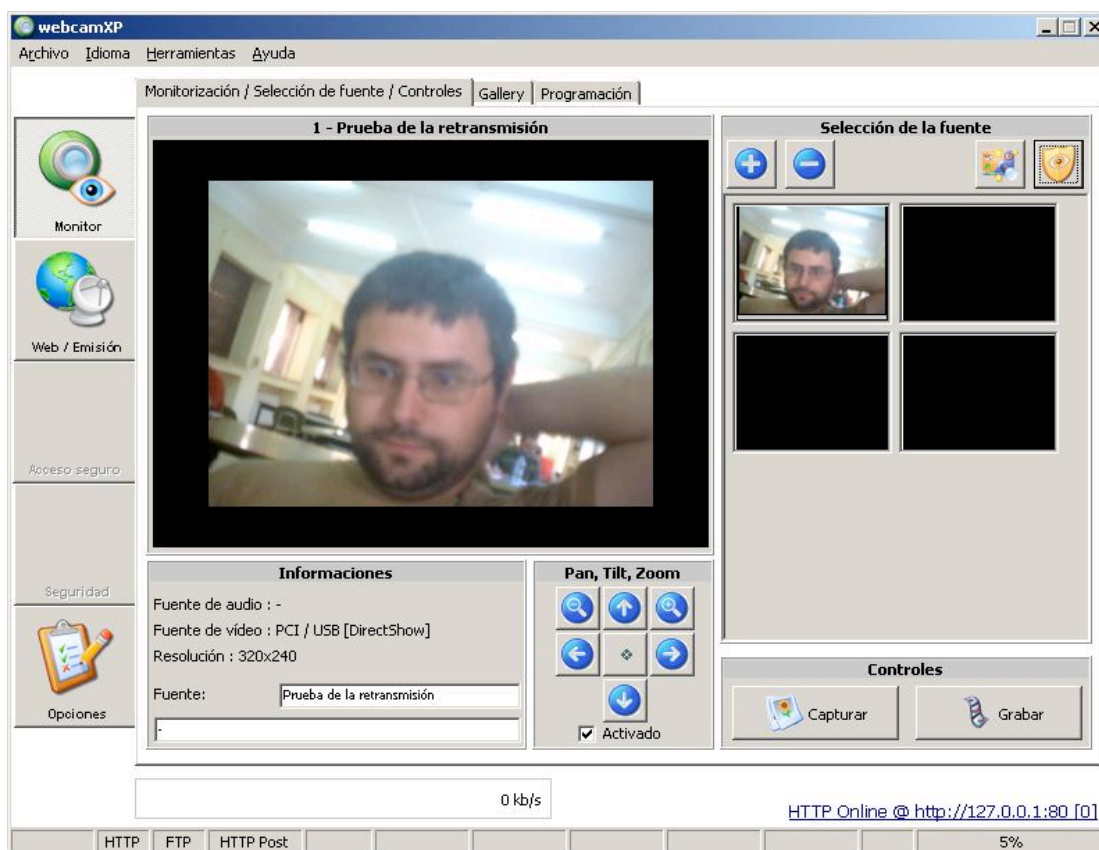 webcamXP
Archivo Idioma Herramientas Ayuda
Monitorización / Selección de fuente / Controles Gallery Programación
Monitor
Web / Emisión
Acceso seguro
Seguridad
Opciones
1 - Prueba de la retransmisión
Selección de la fuente
Informaciones
Fuente de audio : -
Fuente de vídeo : PCI / USB [DirectShow]
Resolución : 320x240
Fuente: Prueba de la retransmisión
-
Pan, Tilt, Zoom
Activado
Controles
Capturar Grabar
0 kb/s
HTTP Online @ http://127.0.0.1:80 [0]
HTTP FTP HTTP Post 5%